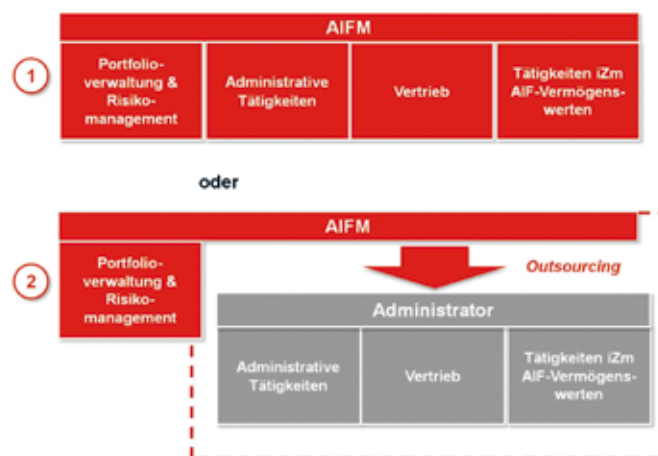 AIFM
1
Portfolio-
verwaltung &
Risiko-
management
Administrative
Tätigkeiten
Vertrieb
Tätigkeiten iZm
AIF-Vermögens-
werten
oder
AIFM
2
Portfolio-
verwaltung &
Risiko-
management
Outsourcing
Administrator
Administrative
Tätigkeiten
Vertrieb
Tätigkeiten iZm
AIF-Vermögens-
werten